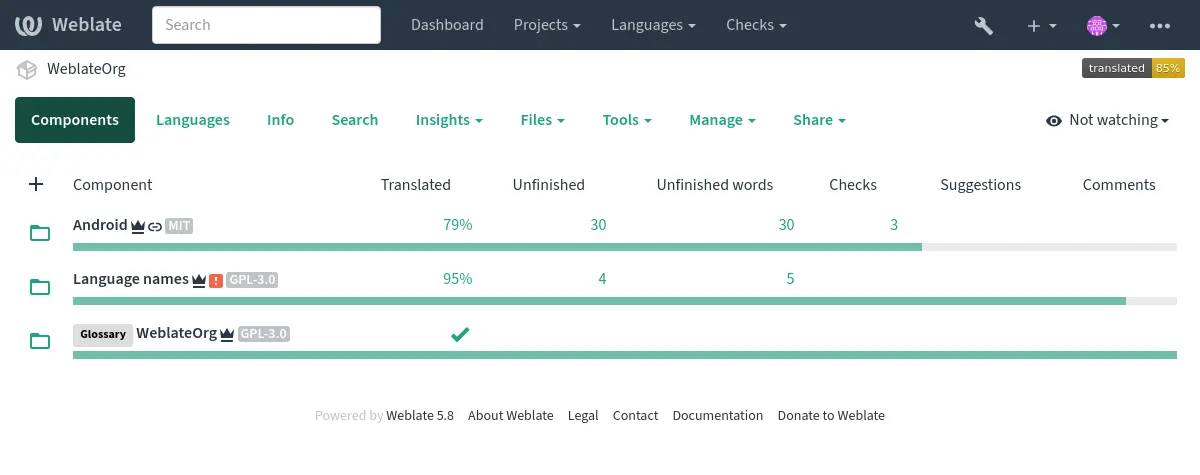 Weblate Search Dashboard Projects Languages Checks
WeblateOrg translated 85%
Components Languages Info Search Insights Files Tools Manage Share Not watching
Component Translated Unfinished Unfinished words Checks Suggestions Comments
Android MIT 79% 30 30 3
Language names GPL-3.0 95% 4 5
Glossary WeblateOrg GPL-3.0
Powered by Weblate 5.8 About Weblate Legal Contact Documentation Donate to Weblate